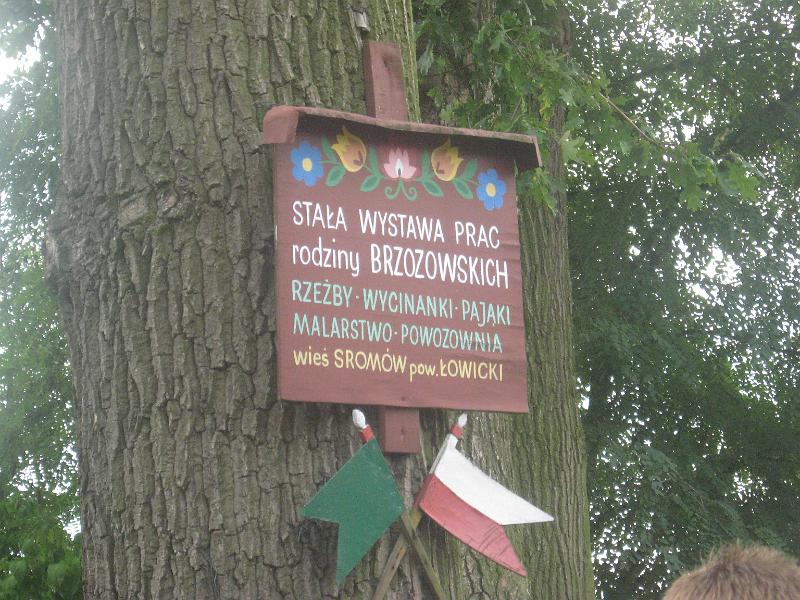 STAŁA WYSTAWA PRAC
rodziny BRZOZOWSKICH
RZEŹBY · WYCINANKI · PAJĄKI
MALARSTWO · POWOZOWNIA
wieś SROMÓW pow. ŁOWICKI